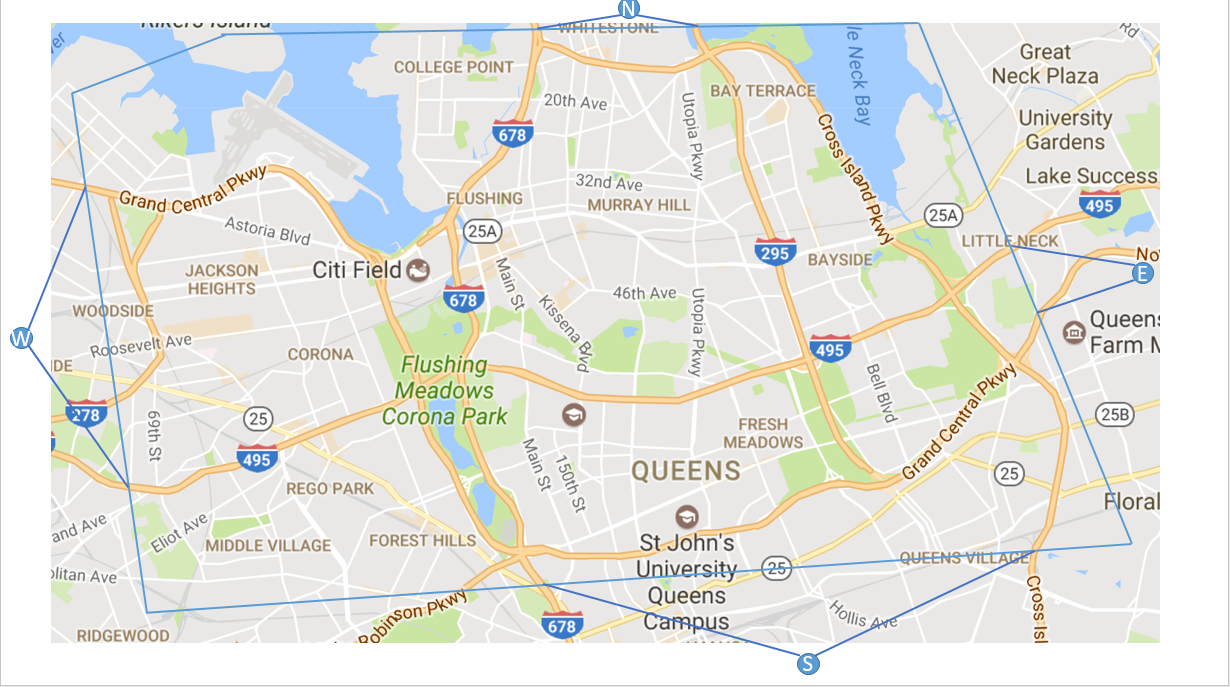 N
Rikers Island
WHITESTONE
le Neck Bay
Rd
ver
COLLEGE POINT
Great
Neck Plaza
BAY TERRACE
20th Ave
Utopia Pkwy
678
University
Gardens
Cross Island Pkwy
Lake Success
32nd Ave
Grand Central Pkwy
FLUSHING
MURRAY HILL
495
25A
Astoria Blvd
25A
LITTLE NECK
295
BAYSIDE
No
E
Citi Field
JACKSON
HEIGHTS
Main St
678
46th Ave
Utopia Pkwy
Kissena Blvd
WOODSIDE
Queens
Farm M
W
Roosevelt Ave
CORONA
495
DE
Flushing
Meadows
Corona Park
Bell Blvd
Grand Central Pkwy
278
25
25B
69th St
FRESH
MEADOWS
495
Main St
150th St
QUEENS
25
REGO PARK
Floral
and Ave
Eliot Ave
MIDDLE VILLAGE
FOREST HILLS
St John's
University
Queens
Campus
25
QUEENS VILLAGE
olitan Ave
Robinson Pkwy
Hollis Ave
Cross Isl
678
RIDGEWOOD
S